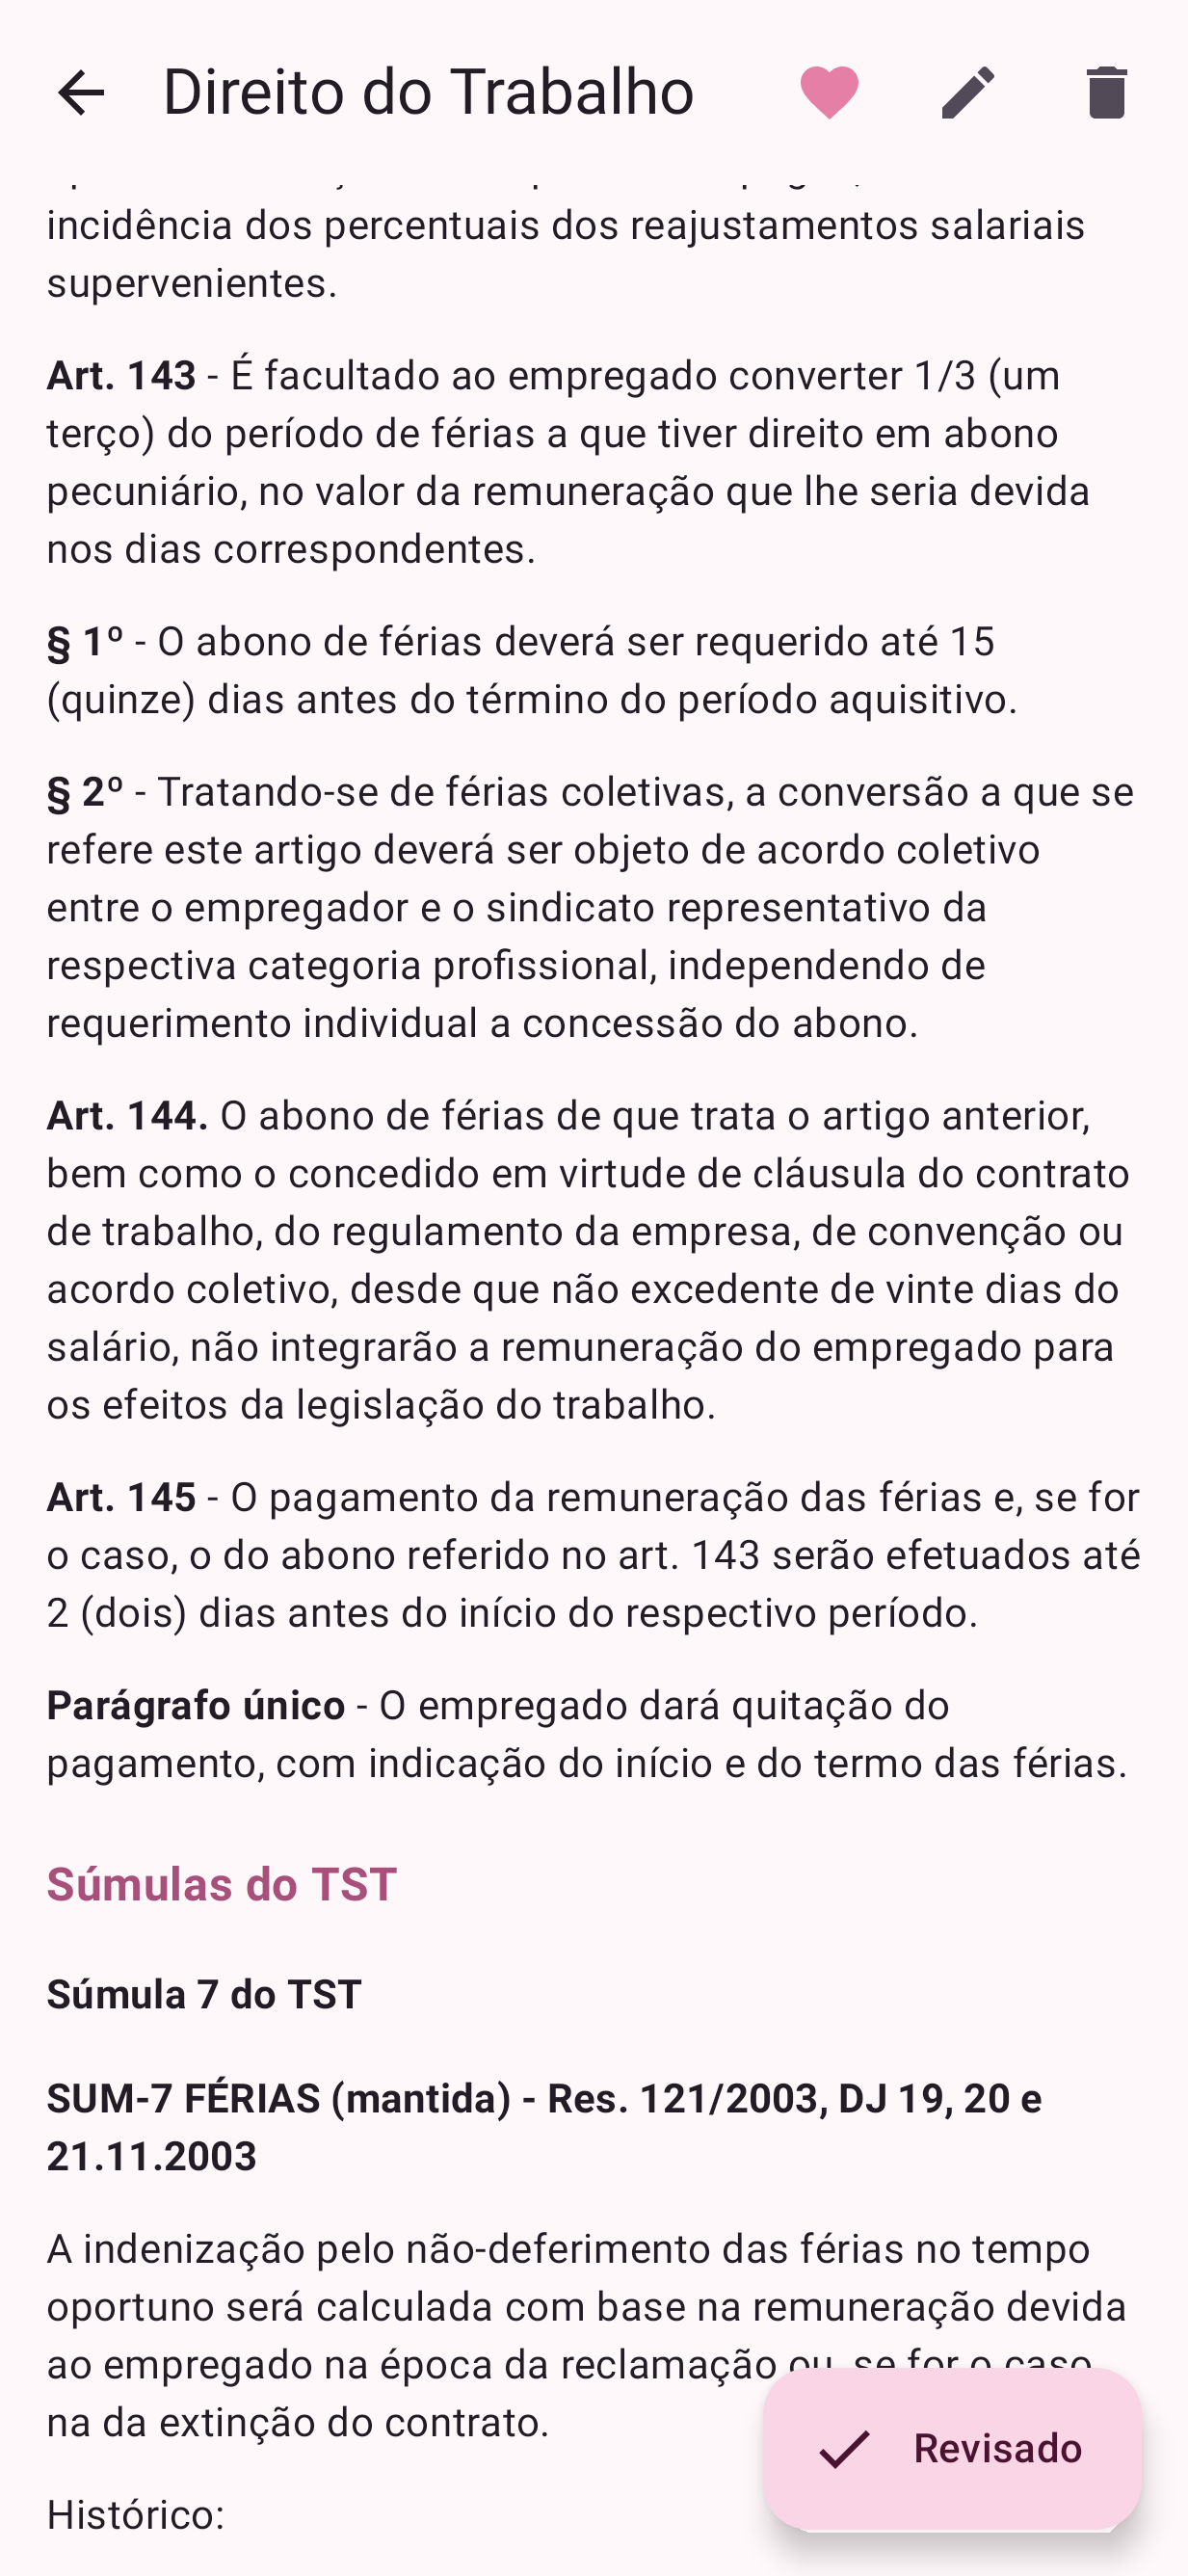 Direito do Trabalho
incidência dos percentuais dos reajustamentos salariais
supervenientes.
Art. 143 - É facultado ao empregado converter 1/3 (um
terço) do período de férias a que tiver direito em abono
pecuniário, no valor da remuneração que lhe seria devida
nos dias correspondentes.
§ 1º - O abono de férias deverá ser requerido até 15
(quinze) dias antes do término do período aquisitivo.
§ 2º - Tratando-se de férias coletivas, a conversão a que se
refere este artigo deverá ser objeto de acordo coletivo
entre o empregador e o sindicato representativo da
respectiva categoria profissional, independendo de
requerimento individual a concessão do abono.
Art. 144. O abono de férias de que trata o artigo anterior,
bem como o concedido em virtude de cláusula do contrato
de trabalho, do regulamento da empresa, de convenção ou
acordo coletivo, desde que não excedente de vinte dias do
salário, não integrarão a remuneração do empregado para
os efeitos da legislação do trabalho.
Art. 145 - O pagamento da remuneração das férias e, se for
o caso, o do abono referido no art. 143 serão efetuados até
2 (dois) dias antes do início do respectivo período.
Parágrafo único - O empregado dará quitação do
pagamento, com indicação do início e do termo das férias.
Súmulas do TST
Súmula 7 do TST
SUM-7 FÉRIAS (mantida) - Res. 121/2003, DJ 19, 20 e
21.11.2003
A indenização pelo não-deferimento das férias no tempo
oportuno será calculada com base na remuneração devida
ao empregado na época da reclamação ou, se for o caso,
na da extinção do contrato.
Revisado
Histórico: